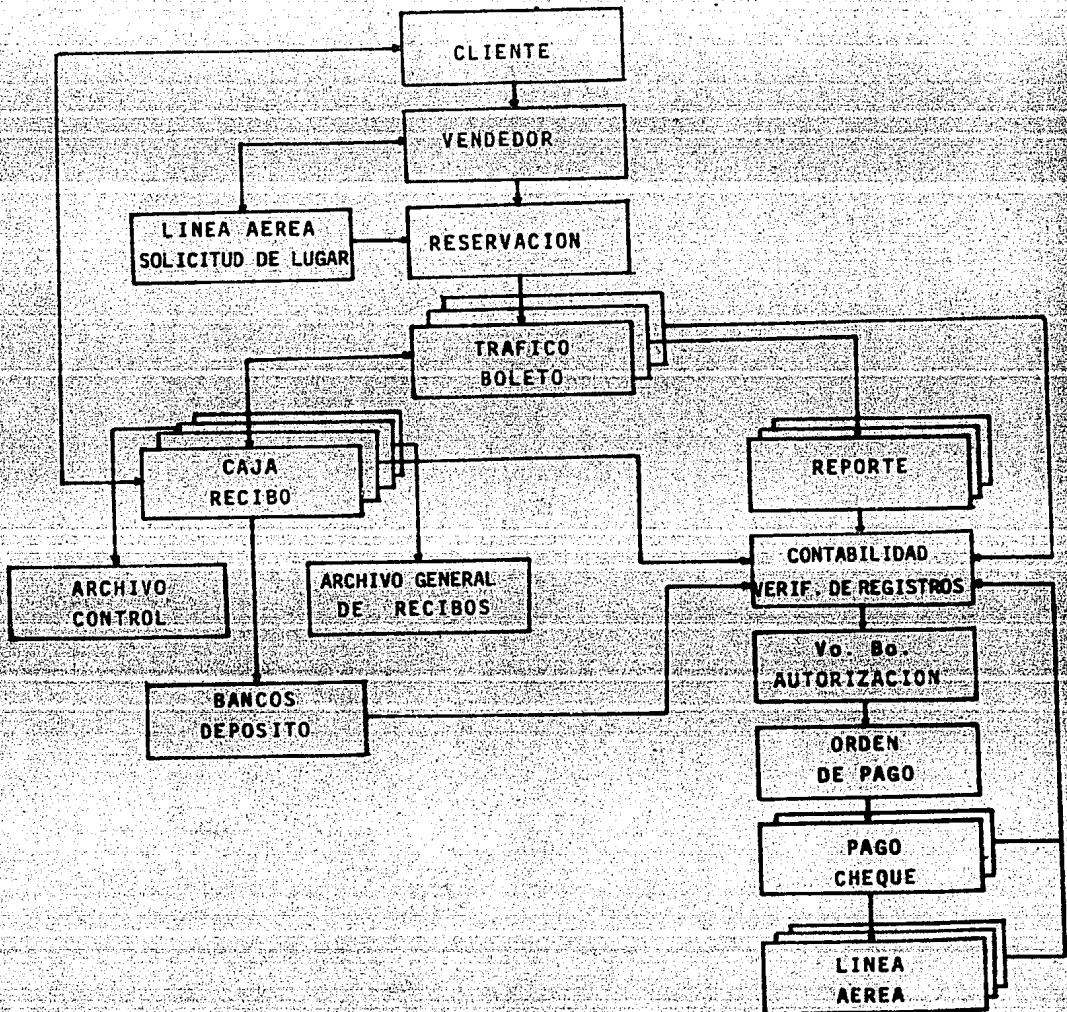 CLIENTE
VENDEDOR
LINEA AEREA
SOLICITUD DE LUGAR
RESERVACION
TRAFICO
BOLETO
CAJA
RECIBO
REPORTE
ARCHIVO
CONTROL
ARCHIVO GENERAL
DE RECIBOS
CONTABILIDAD
VERIF. DE REGISTROS
BANCOS
DEPOSITO
Vo. Bo.
AUTORIZACION
ORDEN
DE PAGO
PAGO
CHEQUE
LINEA
AEREA